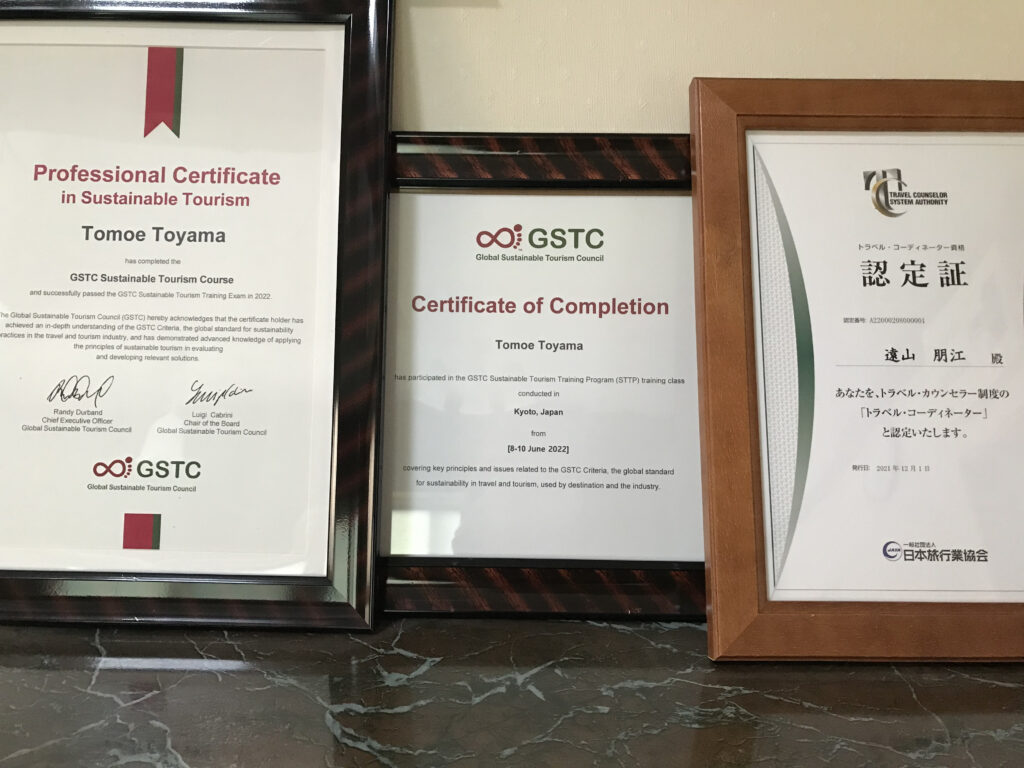 Professional Certificate
in Sustainable Tourism
Tomoe Toyama
has completed the
GSTC Sustainable Tourism Course
and successfully passed the GSTC Sustainable Tourism Training Exam in 2022.
The Global Sustainable Tourism Council (GSTC) hereby acknowledges that the certificate holder has
achieved an in-depth understanding of the GSTC Criteria, the global standard for sustainability
practices in the travel and tourism industry, and has demonstrated advanced knowledge of applying
the principles of sustainable tourism in evaluating
and developing relevant solutions.
Randy Durband
Chief Executive Officer
Global Sustainable Tourism Council
Luigi Cabrini
Chair of the Board
Global Sustainable Tourism Council
GSTC
Global Sustainable Tourism Council
GSTC
Global Sustainable Tourism Council
Certificate of Completion
Tomoe Toyama
has participated in the GSTC Sustainable Tourism Training Program (STTP) training class
conducted in
Kyoto, Japan
from
[8-10 June 2022]
covering key principles and issues related to the GSTC Criteria, the global standard
for sustainability in travel and tourism, used by destination and the industry.
TRAVEL COUNSELOR
SYSTEM AUTHORITY
トラベル・コーディネーター資格
認定証
認定番号: A22000208000001
遠山 朋江 殿
あなたを、トラベル・カウンセラー制度の
「トラベル・コーディネーター」
と認定いたします。
発行日: 2021年12月1日
JATA
一般社団法人
日本旅行業協会